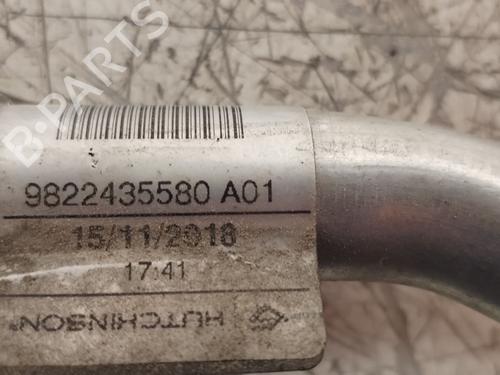 B-PARTS
9822435580 A01
15/11/2018
17:41
HUTCHINSON